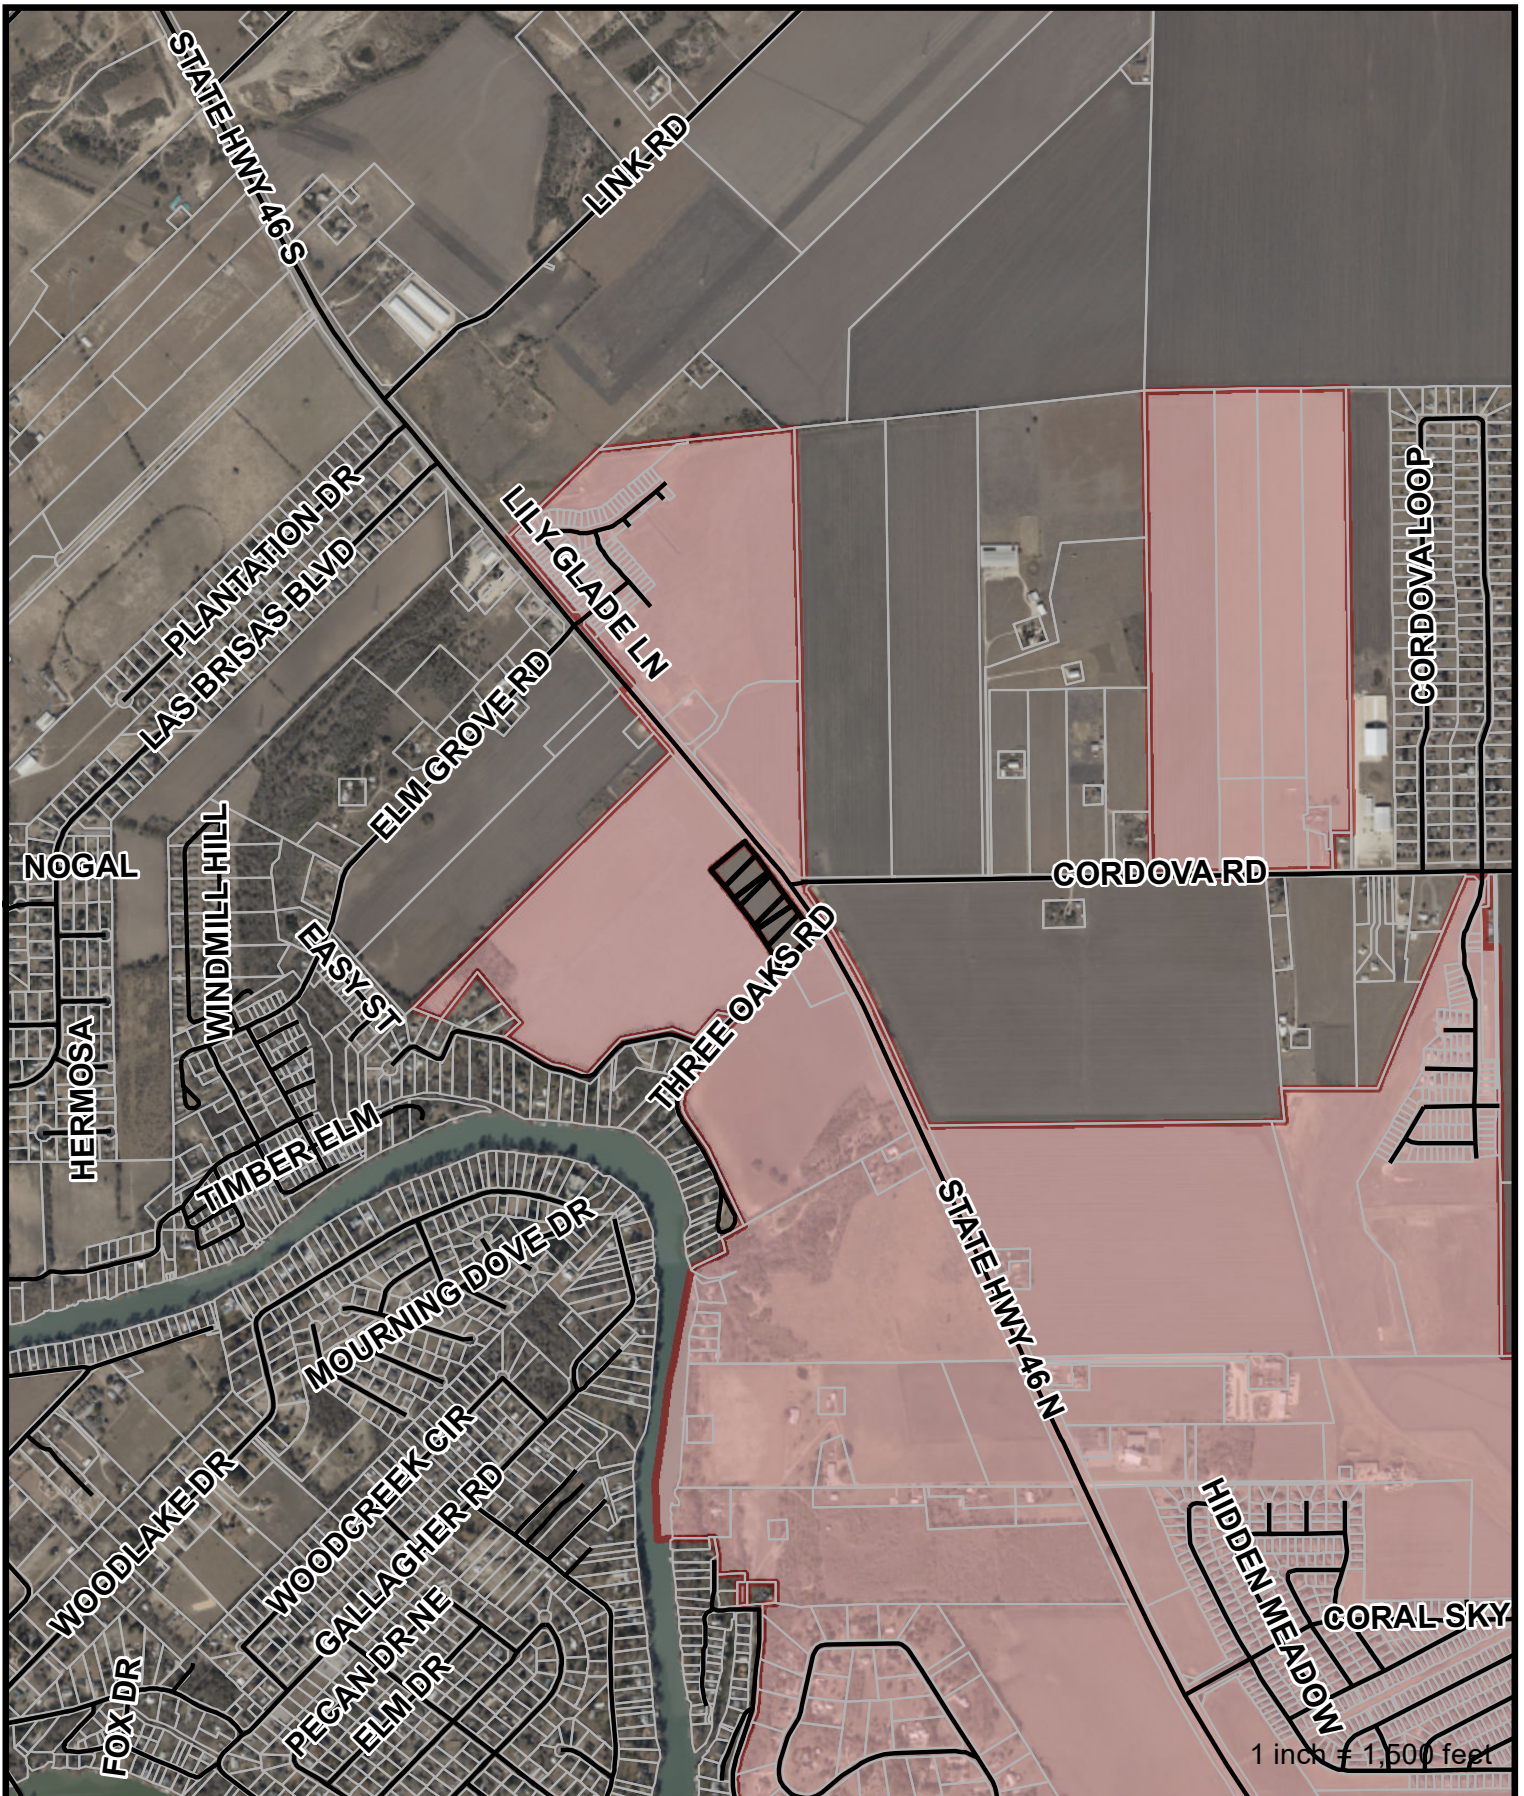 STATE HWY 46 S
LINK RD
LILY GLADE LN
PLANTATION DR
LAS BRISAS BLVD
CORDOVA LOOP
ELM GROVE RD
NOGAL
WINDMILL HILL
CORDOVA RD
EASY ST
THREE OAKS RD
HERMOSA
TIMBER ELM
STATE HWY 46 N
MOURNING DOVE DR
WOODLAKE DR
WOODCREEK CIR
GALLAGHER RD
HIDDEN MEADOW
CORAL SKY
PECAN DR NE
ELM DR
FOX DR
1 inch = 1,500 feet